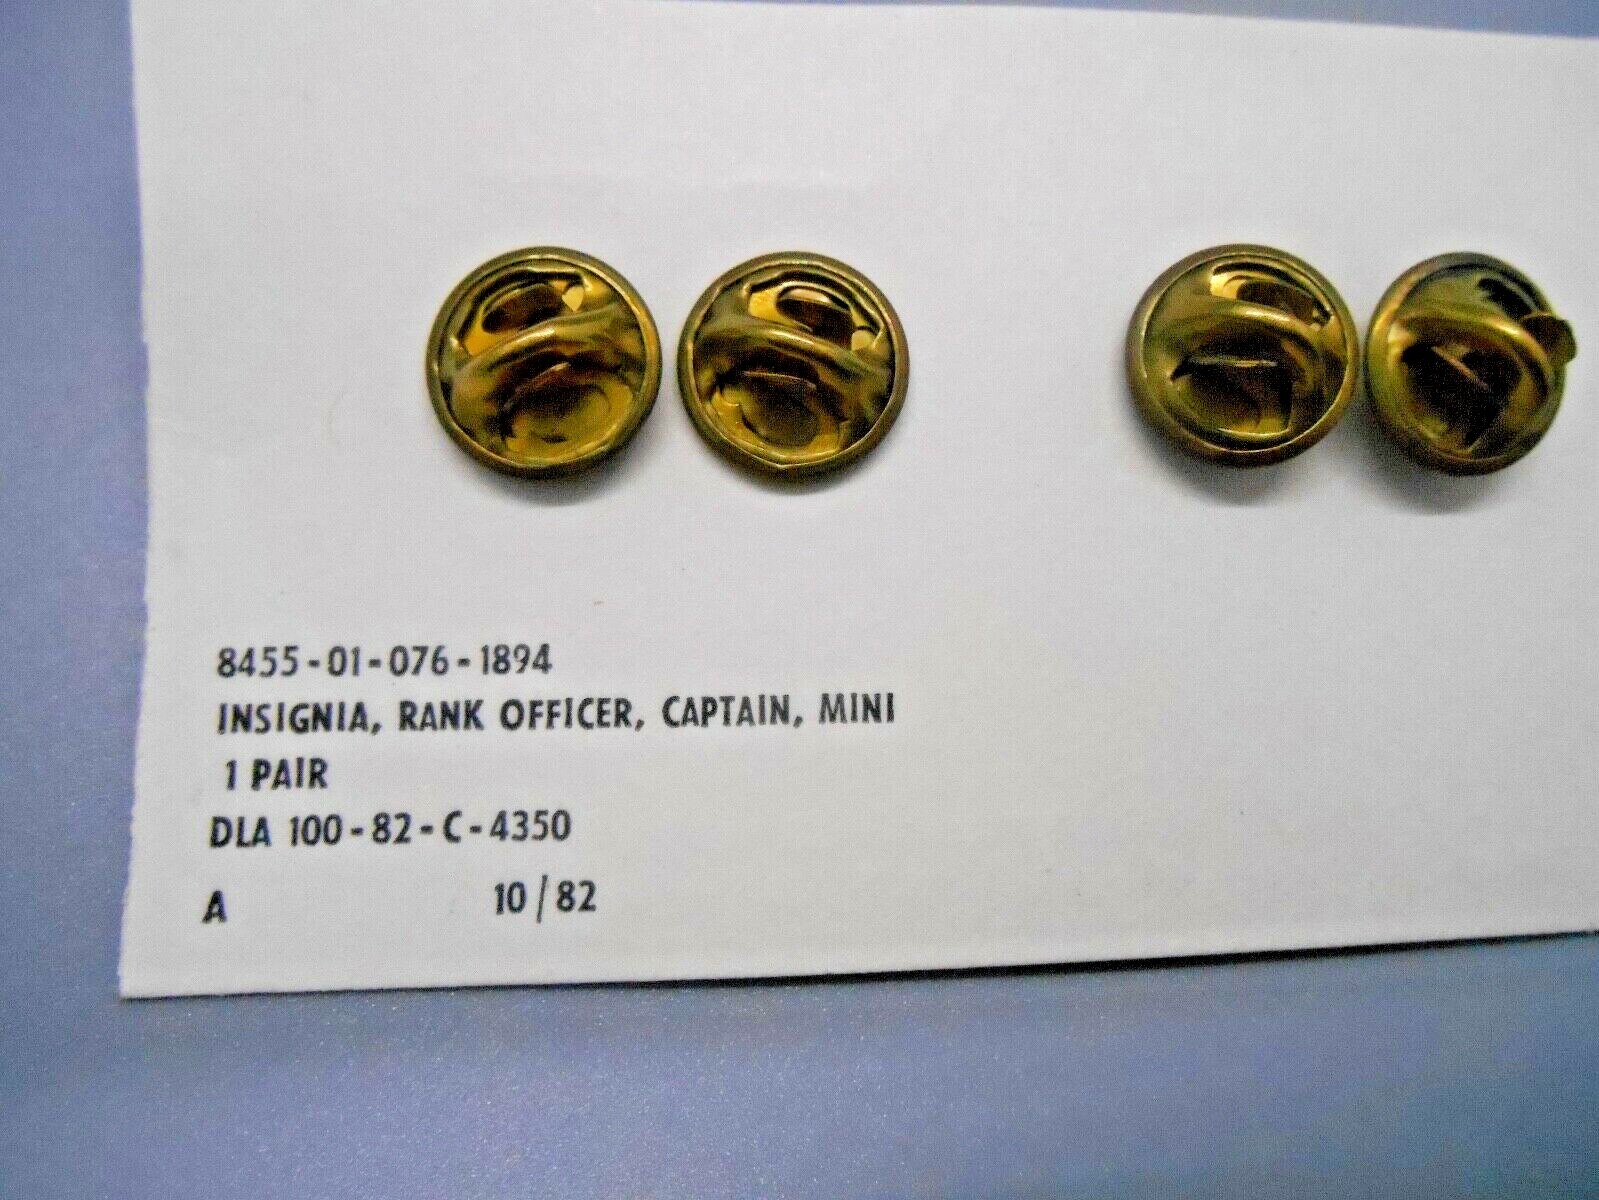 8455-01-076-1894
INSIGNIA, RANK OFFICER, CAPTAIN, MINI
1 PAIR
DLA 100-82-C-4350
A 10/82